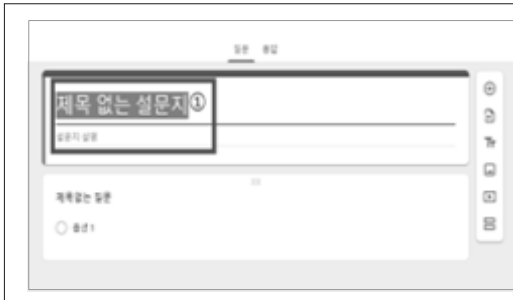 질문 응답
제목 없는 설문지①
설문지 설명
제목없는 질문
옵션 1
Tr